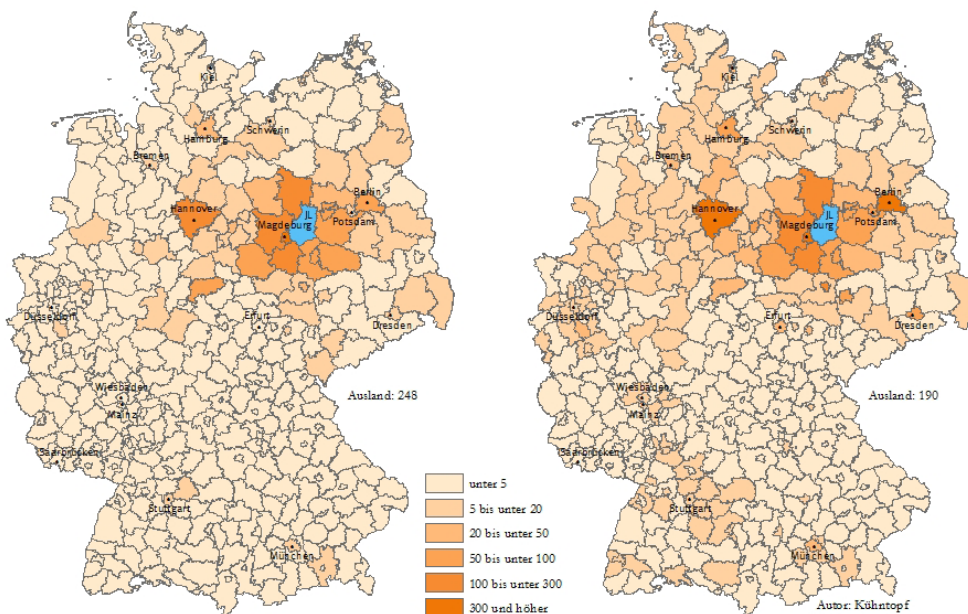 Kiel
Schwerin
Hamburg
Bremen
Berlin
Hannover
JL
Potsdam
Magdeburg
Düsseldorf
Erfurt
Dresden
Wiesbaden
Mainz
Ausland: 248
Saarbrücken
Stuttgart
München
Kiel
Schwerin
Hamburg
Bremen
Berlin
Hannover
JL
Potsdam
Magdeburg
Düsseldorf
Erfurt
Dresden
Wiesbaden
Mainz
Ausland: 190
Saarbrücken
Stuttgart
München
unter 5
5 bis unter 20
20 bis unter 50
50 bis unter 100
100 bis unter 300
300 und höher
Autor: Kühntopf